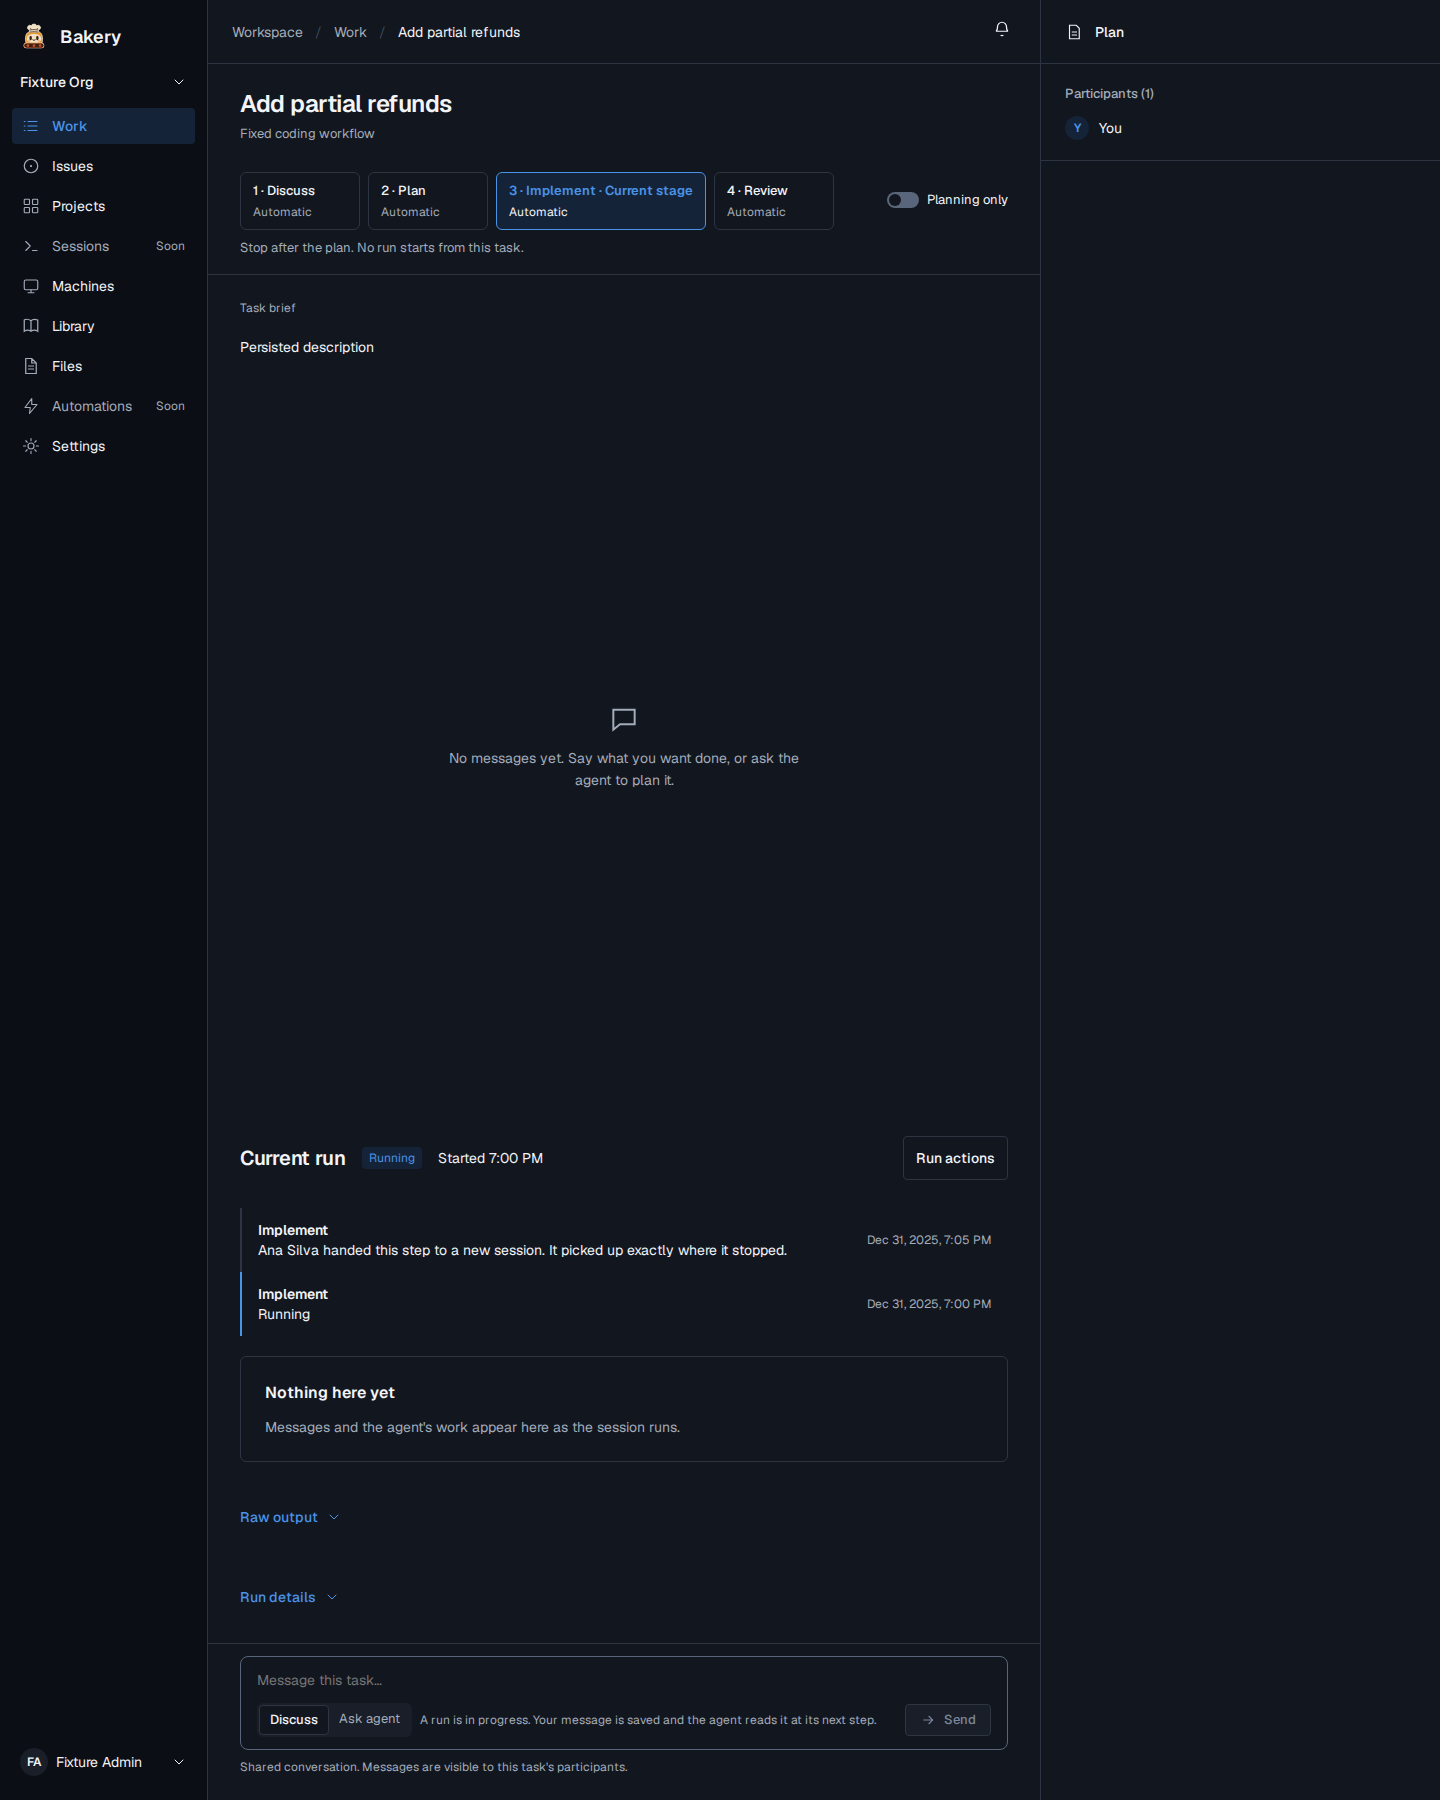 Bakery
Fixture Org
Work
Issues
Projects
Sessions Soon
Machines
Library
Files
Automations Soon
Settings
FA Fixture Admin
Workspace / Work / Add partial refunds
Add partial refunds
Fixed coding workflow
1 · Discuss
Automatic
2 · Plan
Automatic
3 · Implement · Current stage
Automatic
4 · Review
Automatic
Planning only
Stop after the plan. No run starts from this task.
Task brief
Persisted description
No messages yet. Say what you want done, or ask the
agent to plan it.
Current run Running Started 7:00 PM Run actions
Implement
Ana Silva handed this step to a new session. It picked up exactly where it stopped.
Dec 31, 2025, 7:05 PM
Implement
Running
Dec 31, 2025, 7:00 PM
Nothing here yet
Messages and the agent's work appear here as the session runs.
Raw output
Run details
Message this task...
Discuss Ask agent A run is in progress. Your message is saved and the agent reads it at its next step. Send
Shared conversation. Messages are visible to this task's participants.
Plan
Participants (1)
Y You